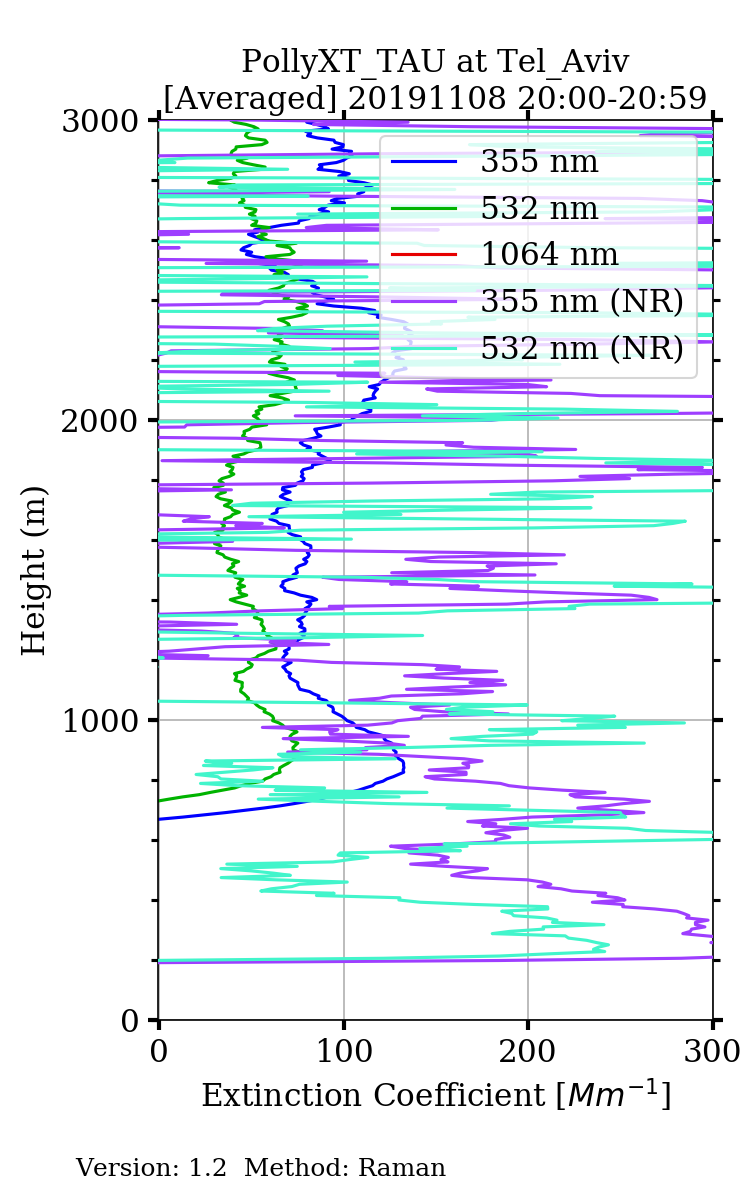 PollyXT_TAU at Tel_Aviv
[Averaged] 20191108 20:00-20:59
3000
2000
1000
0
Height (m)
355 nm
532 nm
1064 nm
355 nm (NR)
532 nm (NR)
0 100 200 300
Extinction Coefficient [Mm⁻¹]
Version: 1.2 Method: Raman